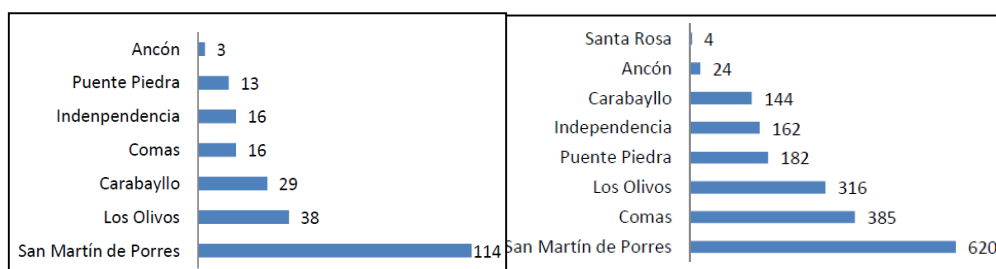 Ancón 3
Puente Piedra 13
Indenpendencia 16
Comas 16
Carabayllo 29
Los Olivos 38
San Martín de Porres 114
Santa Rosa 4
Ancón 24
Carabayllo 144
Independencia 162
Puente Piedra 182
Los Olivos 316
Comas 385
San Martín de Porres 620